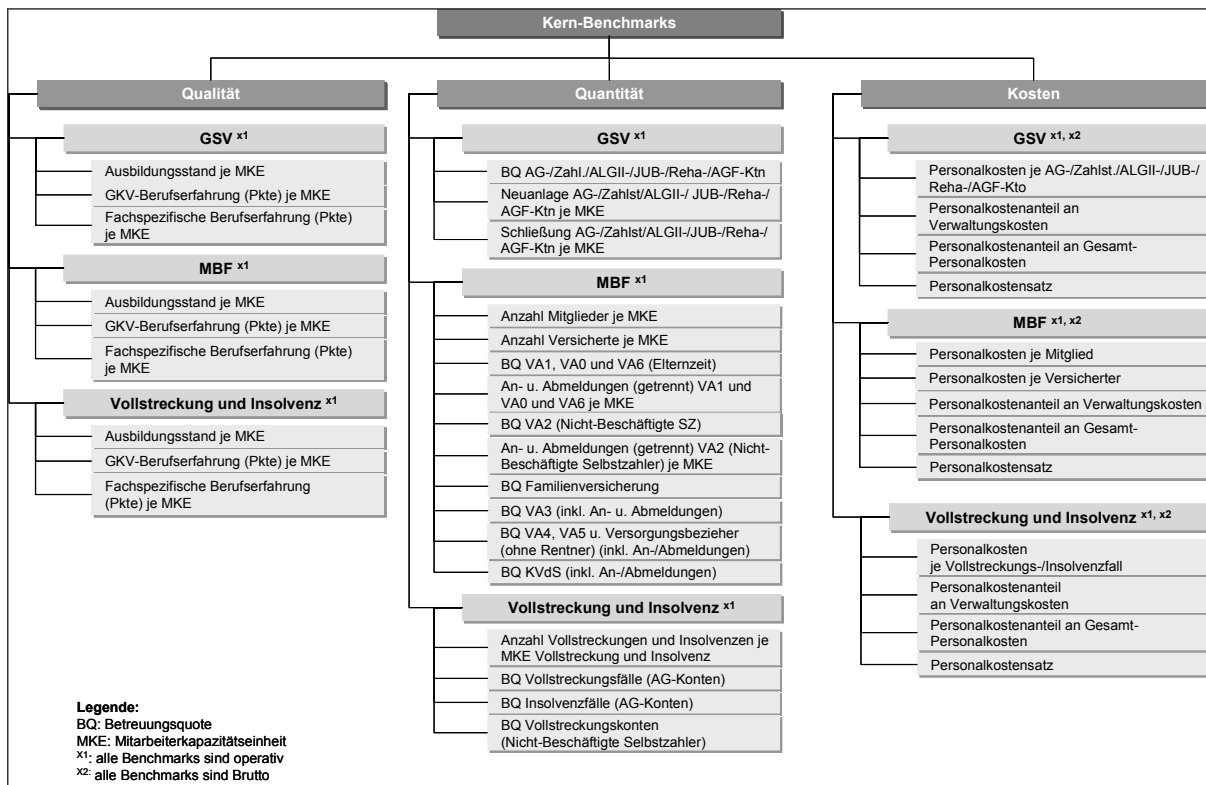 Kern-Benchmarks
Qualität
GSV x1
Ausbildungsstand je MKE
GKV-Berufserfahrung (Pkte) je MKE
Fachspezifische Berufserfahrung (Pkte)
je MKE
MBF x1
Ausbildungsstand je MKE
GKV-Berufserfahrung (Pkte) je MKE
Fachspezifische Berufserfahrung (Pkte)
je MKE
Vollstreckung und Insolvenz x1
Ausbildungsstand je MKE
GKV-Berufserfahrung (Pkte) je MKE
Fachspezifische Berufserfahrung
(Pkte) je MKE
Quantität
GSV x1
BQ AG-/Zahl./ALGII-/JUB-/Reha-/AGF-Ktn
Neuanlage AG-/Zahlst/ALGII-/ JUB-/Reha-/
AGF-Ktn je MKE
Schließung AG-/Zahlst/ALGII-/JUB-/Reha-/
AGF-Ktn je MKE
MBF x1
Anzahl Mitglieder je MKE
Anzahl Versicherte je MKE
BQ VA1, VA0 und VA6 (Elternzeit)
An- u. Abmeldungen (getrennt) VA1 und
VA0 und VA6 je MKE
BQ VA2 (Nicht-Beschäftigte SZ)
An- u. Abmeldungen (getrennt) VA2 (Nicht-
Beschäftigte Selbstzahler) je MKE
BQ Familienversicherung
BQ VA3 (inkl. An- u. Abmeldungen)
BQ VA4, VA5 u. Versorgungsbezieher
(ohne Rentner) (inkl. An-/Abmeldungen)
BQ KVdS (inkl. An-/Abmeldungen)
Vollstreckung und Insolvenz x1
Anzahl Vollstreckungen und Insolvenzen je
MKE Vollstreckung und Insolvenz
BQ Vollstreckungsfälle (AG-Konten)
BQ Insolvenzfälle (AG-Konten)
BQ Vollstreckungskonten
(Nicht-Beschäftigte Selbstzahler)
Kosten
GSV x1, x2
Personalkosten je AG-/Zahlst./ALGII-/JUB-/
Reha-/AGF-Kto
Personalkostenanteil an
Verwaltungskosten
Personalkostenanteil an Gesamt-
Personalkosten
Personalkostensatz
MBF x1, x2
Personalkosten je Mitglied
Personalkosten je Versicherter
Personalkostenanteil an Verwaltungskosten
Personalkostenanteil an Gesamt-
Personalkosten
Personalkostensatz
Vollstreckung und Insolvenz x1, x2
Personalkosten
je Vollstreckungs-/Insolvenzfall
Personalkostenanteil
an Verwaltungskosten
Personalkostenanteil an Gesamt-
Personalkosten
Personalkostensatz
Legende:
BQ: Betreuungsquote
MKE: Mitarbeiterkapazitätseinheit
X1: alle Benchmarks sind operativ
X2: alle Benchmarks sind Brutto